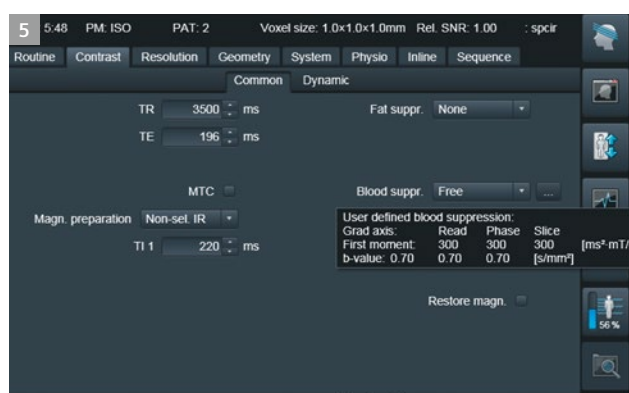 5 5:48 PM: ISO PAT: 2 Voxel size: 1.0×1.0×1.0mm Rel. SNR: 1.00 : spcir
Routine Contrast Resolution Geometry System Physio Inline Sequence
Common Dynamic
TR 3500 ms Fat suppr. None
TE 196 ms
MTC Blood suppr. Free ...
Magn. preparation Non-sel. IR User defined blood suppression:
Grad axis: Read Phase Slice
TI 1 220 ms First moment: 300 300 300 [ms²·mT/
b-value: 0.70 0.70 0.70 [s/mm²]
Restore magn.
56 %